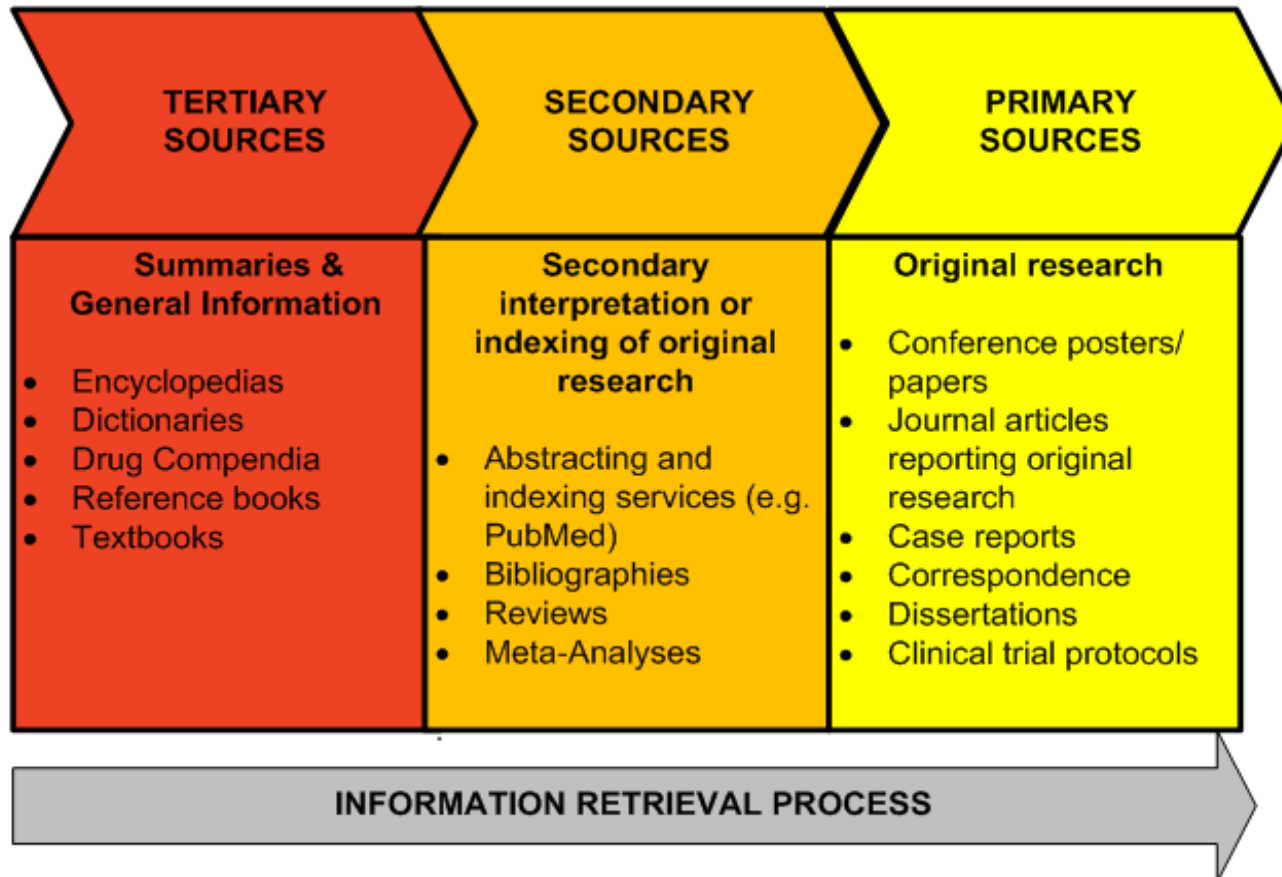 TERTIARY
SOURCES
SECONDARY
SOURCES
PRIMARY
SOURCES
Summaries &
General Information
• Encyclopedias
• Dictionaries
• Drug Compendia
• Reference books
• Textbooks
Secondary
interpretation or
indexing of original
research
• Abstracting and
indexing services (e.g.
PubMed)
• Bibliographies
• Reviews
• Meta-Analyses
Original research
• Conference posters/
papers
• Journal articles
reporting original
research
• Case reports
• Correspondence
• Dissertations
• Clinical trial protocols
INFORMATION RETRIEVAL PROCESS